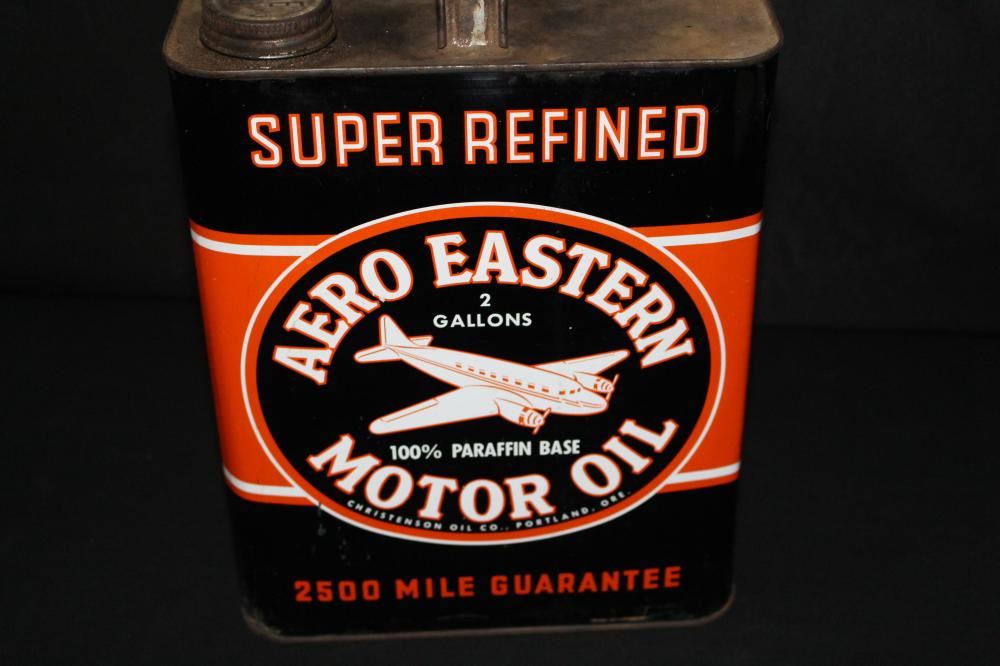 SUPER REFINED
AERO EASTERN
2
GALLONS
100% PARAFFIN BASE
MOTOR OIL
CHRISTENSON OIL CO., PORTLAND, ORE.
2500 MILE GUARANTEE